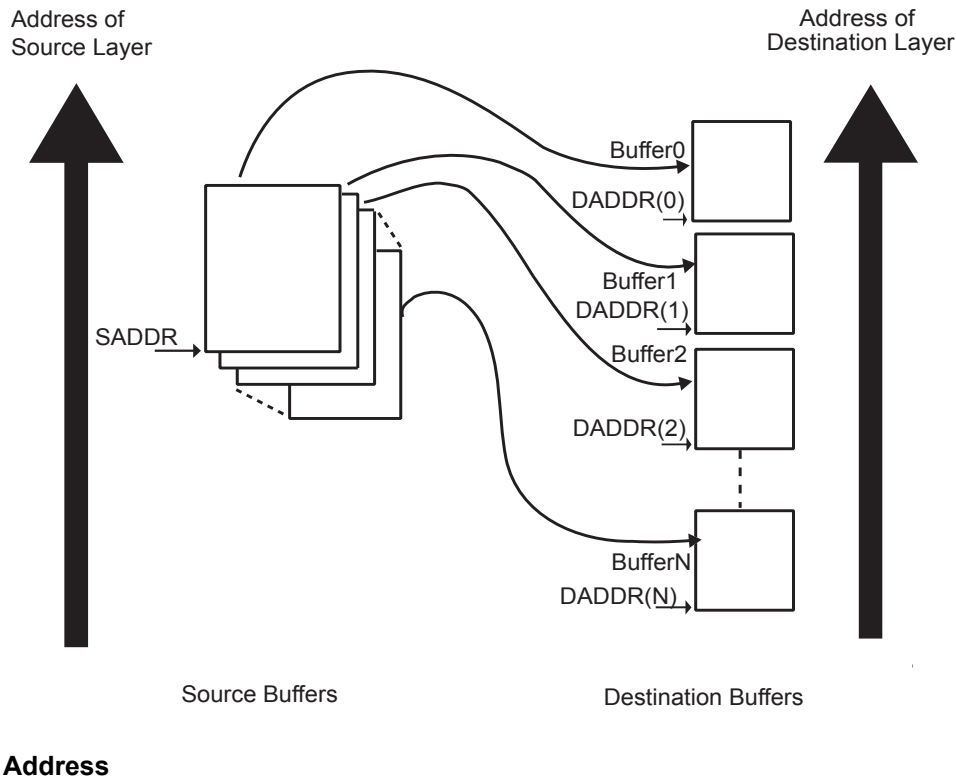 Address of
Source Layer
Address of
Destination Layer
Buffer0
DADDR(0)
Buffer1
DADDR(1)
SADDR
Buffer2
DADDR(2)
BufferN
DADDR(N)
Source Buffers
Destination Buffers
Address